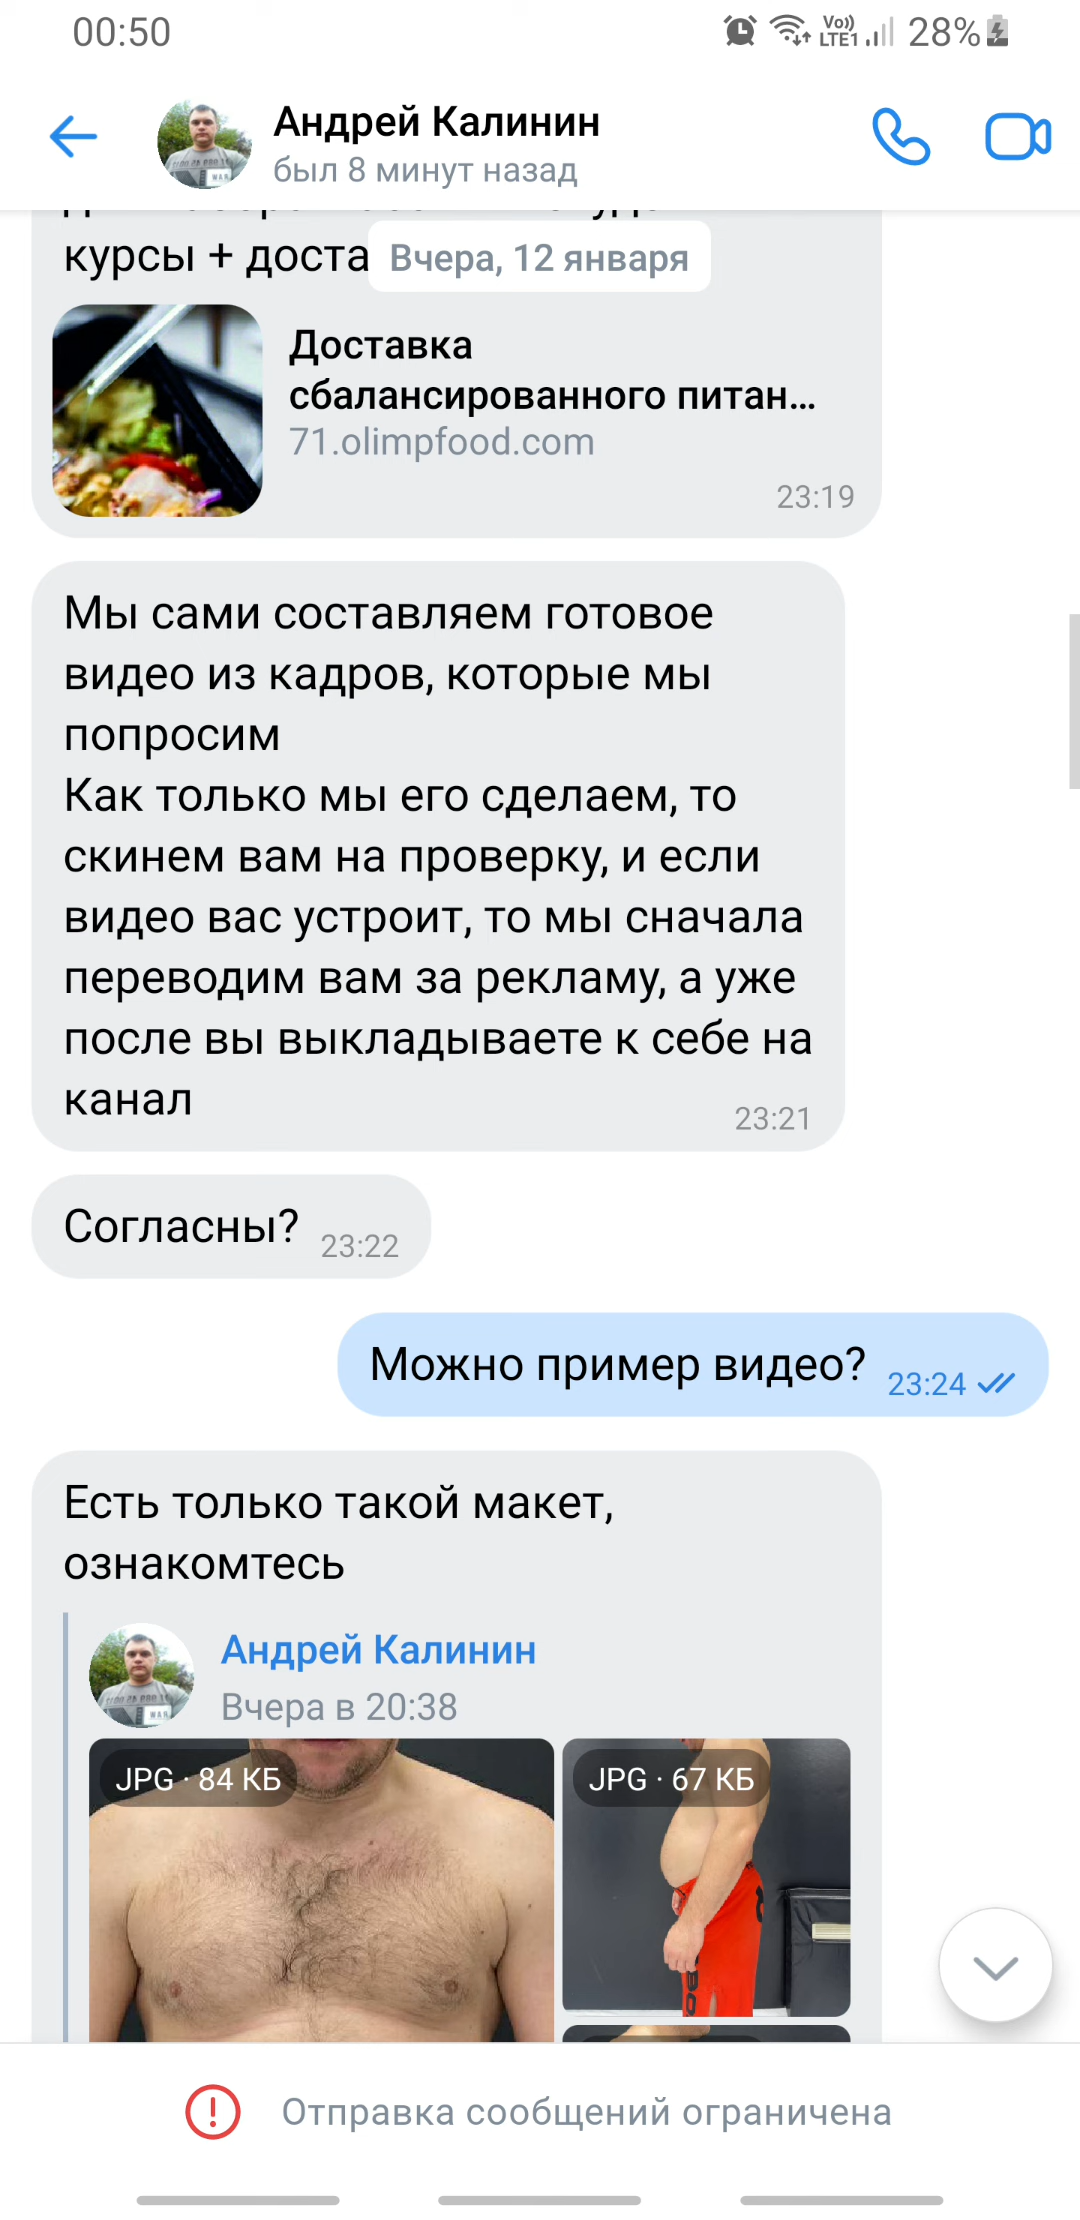 00:50
Vo))
LTE1
28%
Андрей Калинин
был 8 минут назад
курсы + доста
Вчера, 12 января
Доставка
сбалансированного питан...
71.olimpfood.com
23:19
Мы сами составляем готовое
видео из кадров, которые мы
попросим
Как только мы его сделаем, то
скинем вам на проверку, и если
видео вас устроит, то мы сначала
переводим вам за рекламу, а уже
после вы выкладываете к себе на
канал
23:21
Согласны?
23:22
Можно пример видео?
23:24
Есть только такой макет,
ознакомтесь
Андрей Калинин
Вчера в 20:38
JPG · 84 КБ
JPG · 67 КБ
Отправка сообщений ограничена